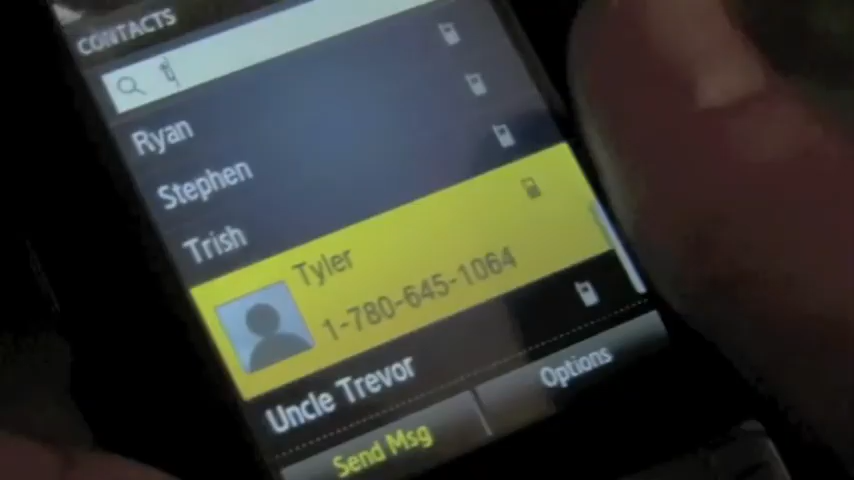 CONTACTS
t
Ryan
Stephen
Trish
Tyler
1-780-645-1064
Uncle Trevor
Send Msg
Options